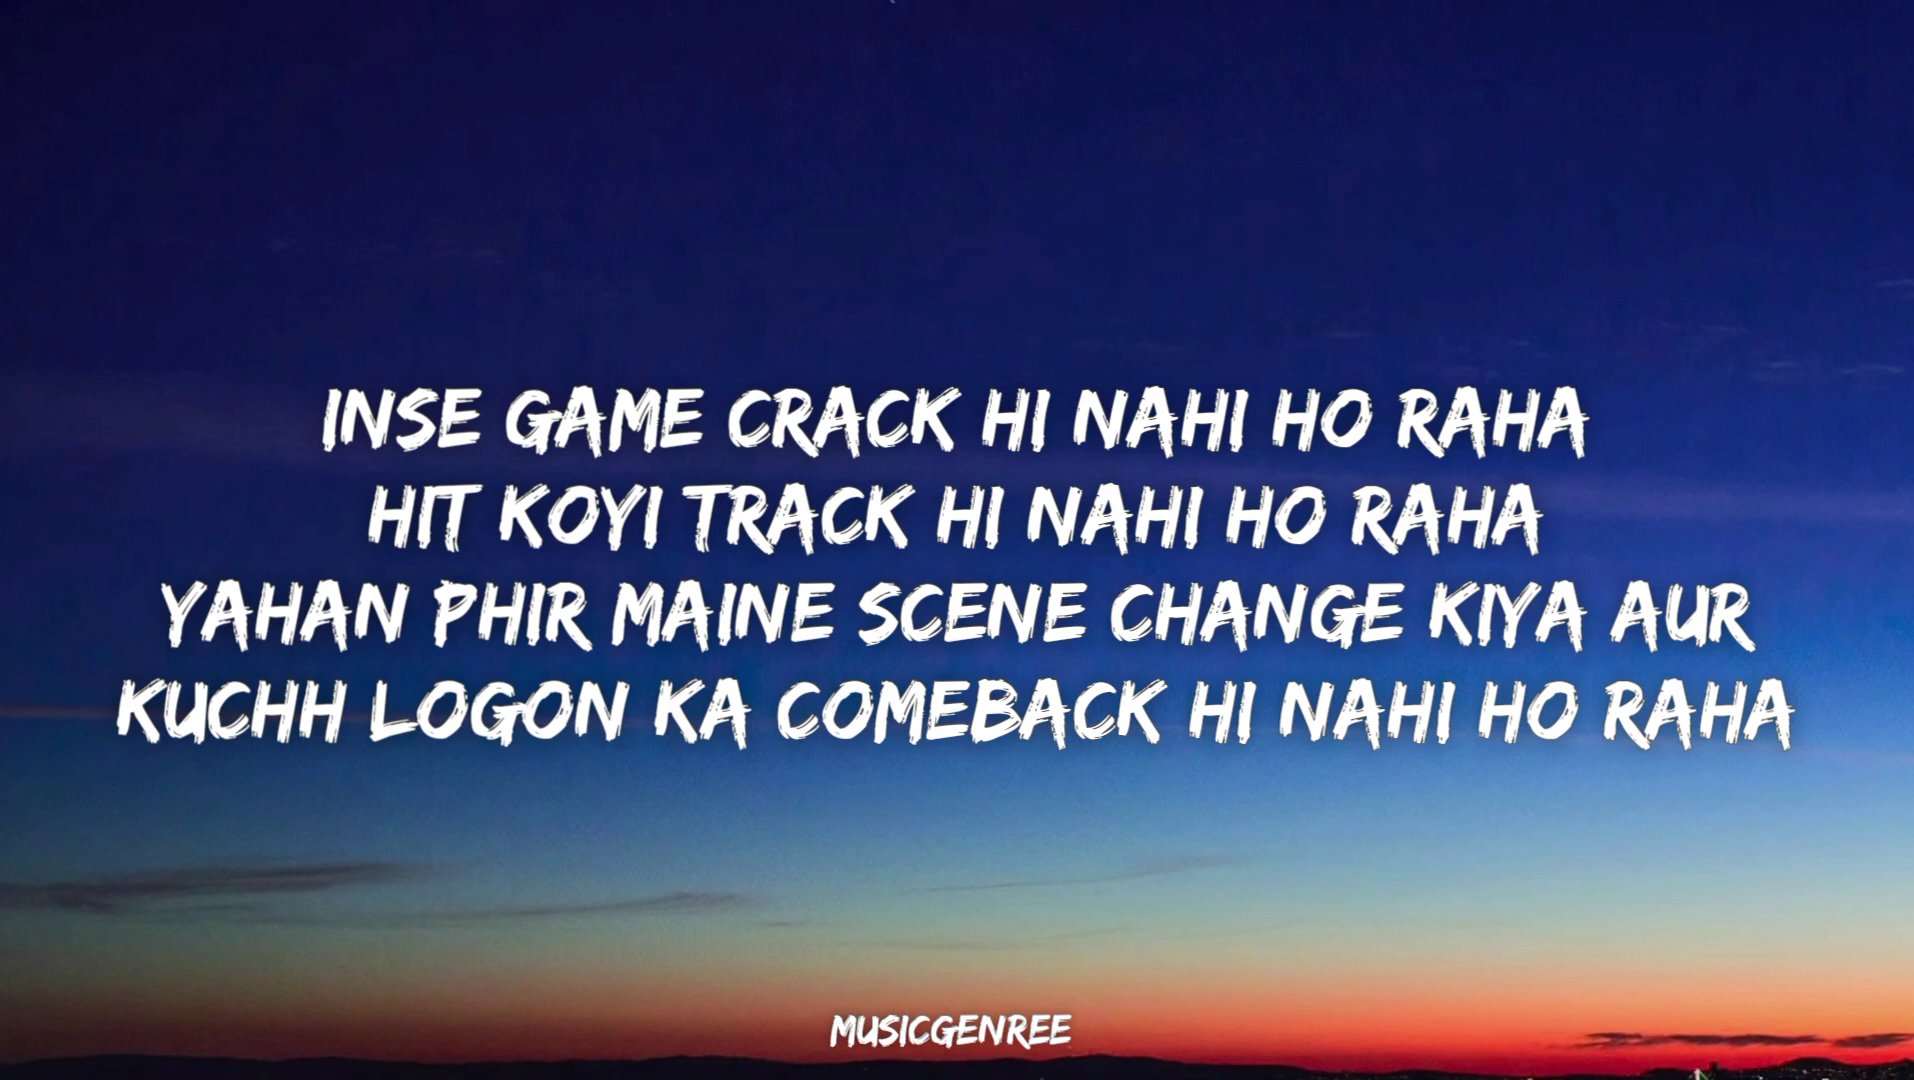 INSE GAME CRACK HI NAHI HO RAHA
HIT KOYI TRACK HI NAHI HO RAHA
YAHAN PHIR MAINE SCENE CHANGE KIYA AUR
KUCHH LOGON KA COMEBACK HI NAHI HO RAHA
MUSICGENREE